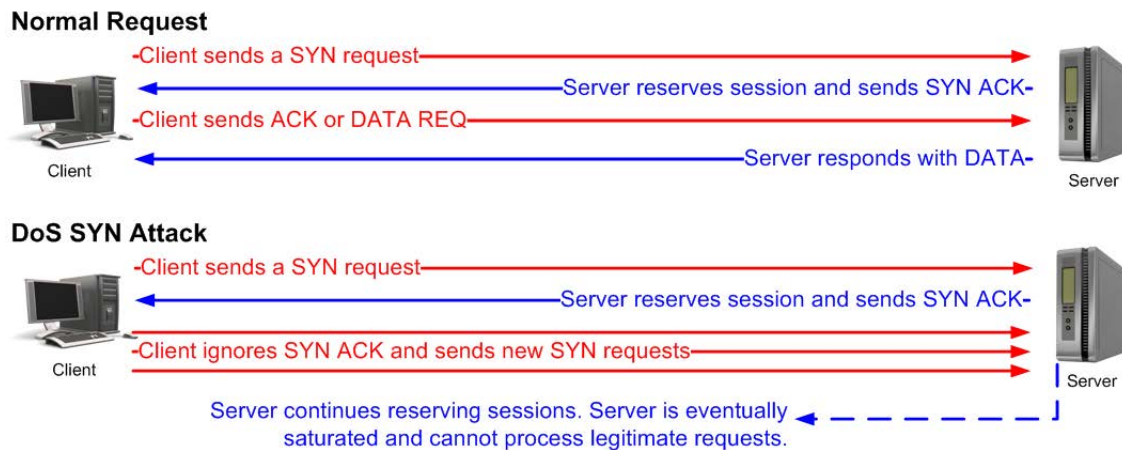 Normal Request
Client sends a SYN request
Server reserves session and sends SYN ACK
Client sends ACK or DATA REQ
Server responds with DATA
Client
Server
DoS SYN Attack
Client sends a SYN request
Server reserves session and sends SYN ACK
Client ignores SYN ACK and sends new SYN requests
Client
Server
Server continues reserving sessions. Server is eventually
saturated and cannot process legitimate requests.